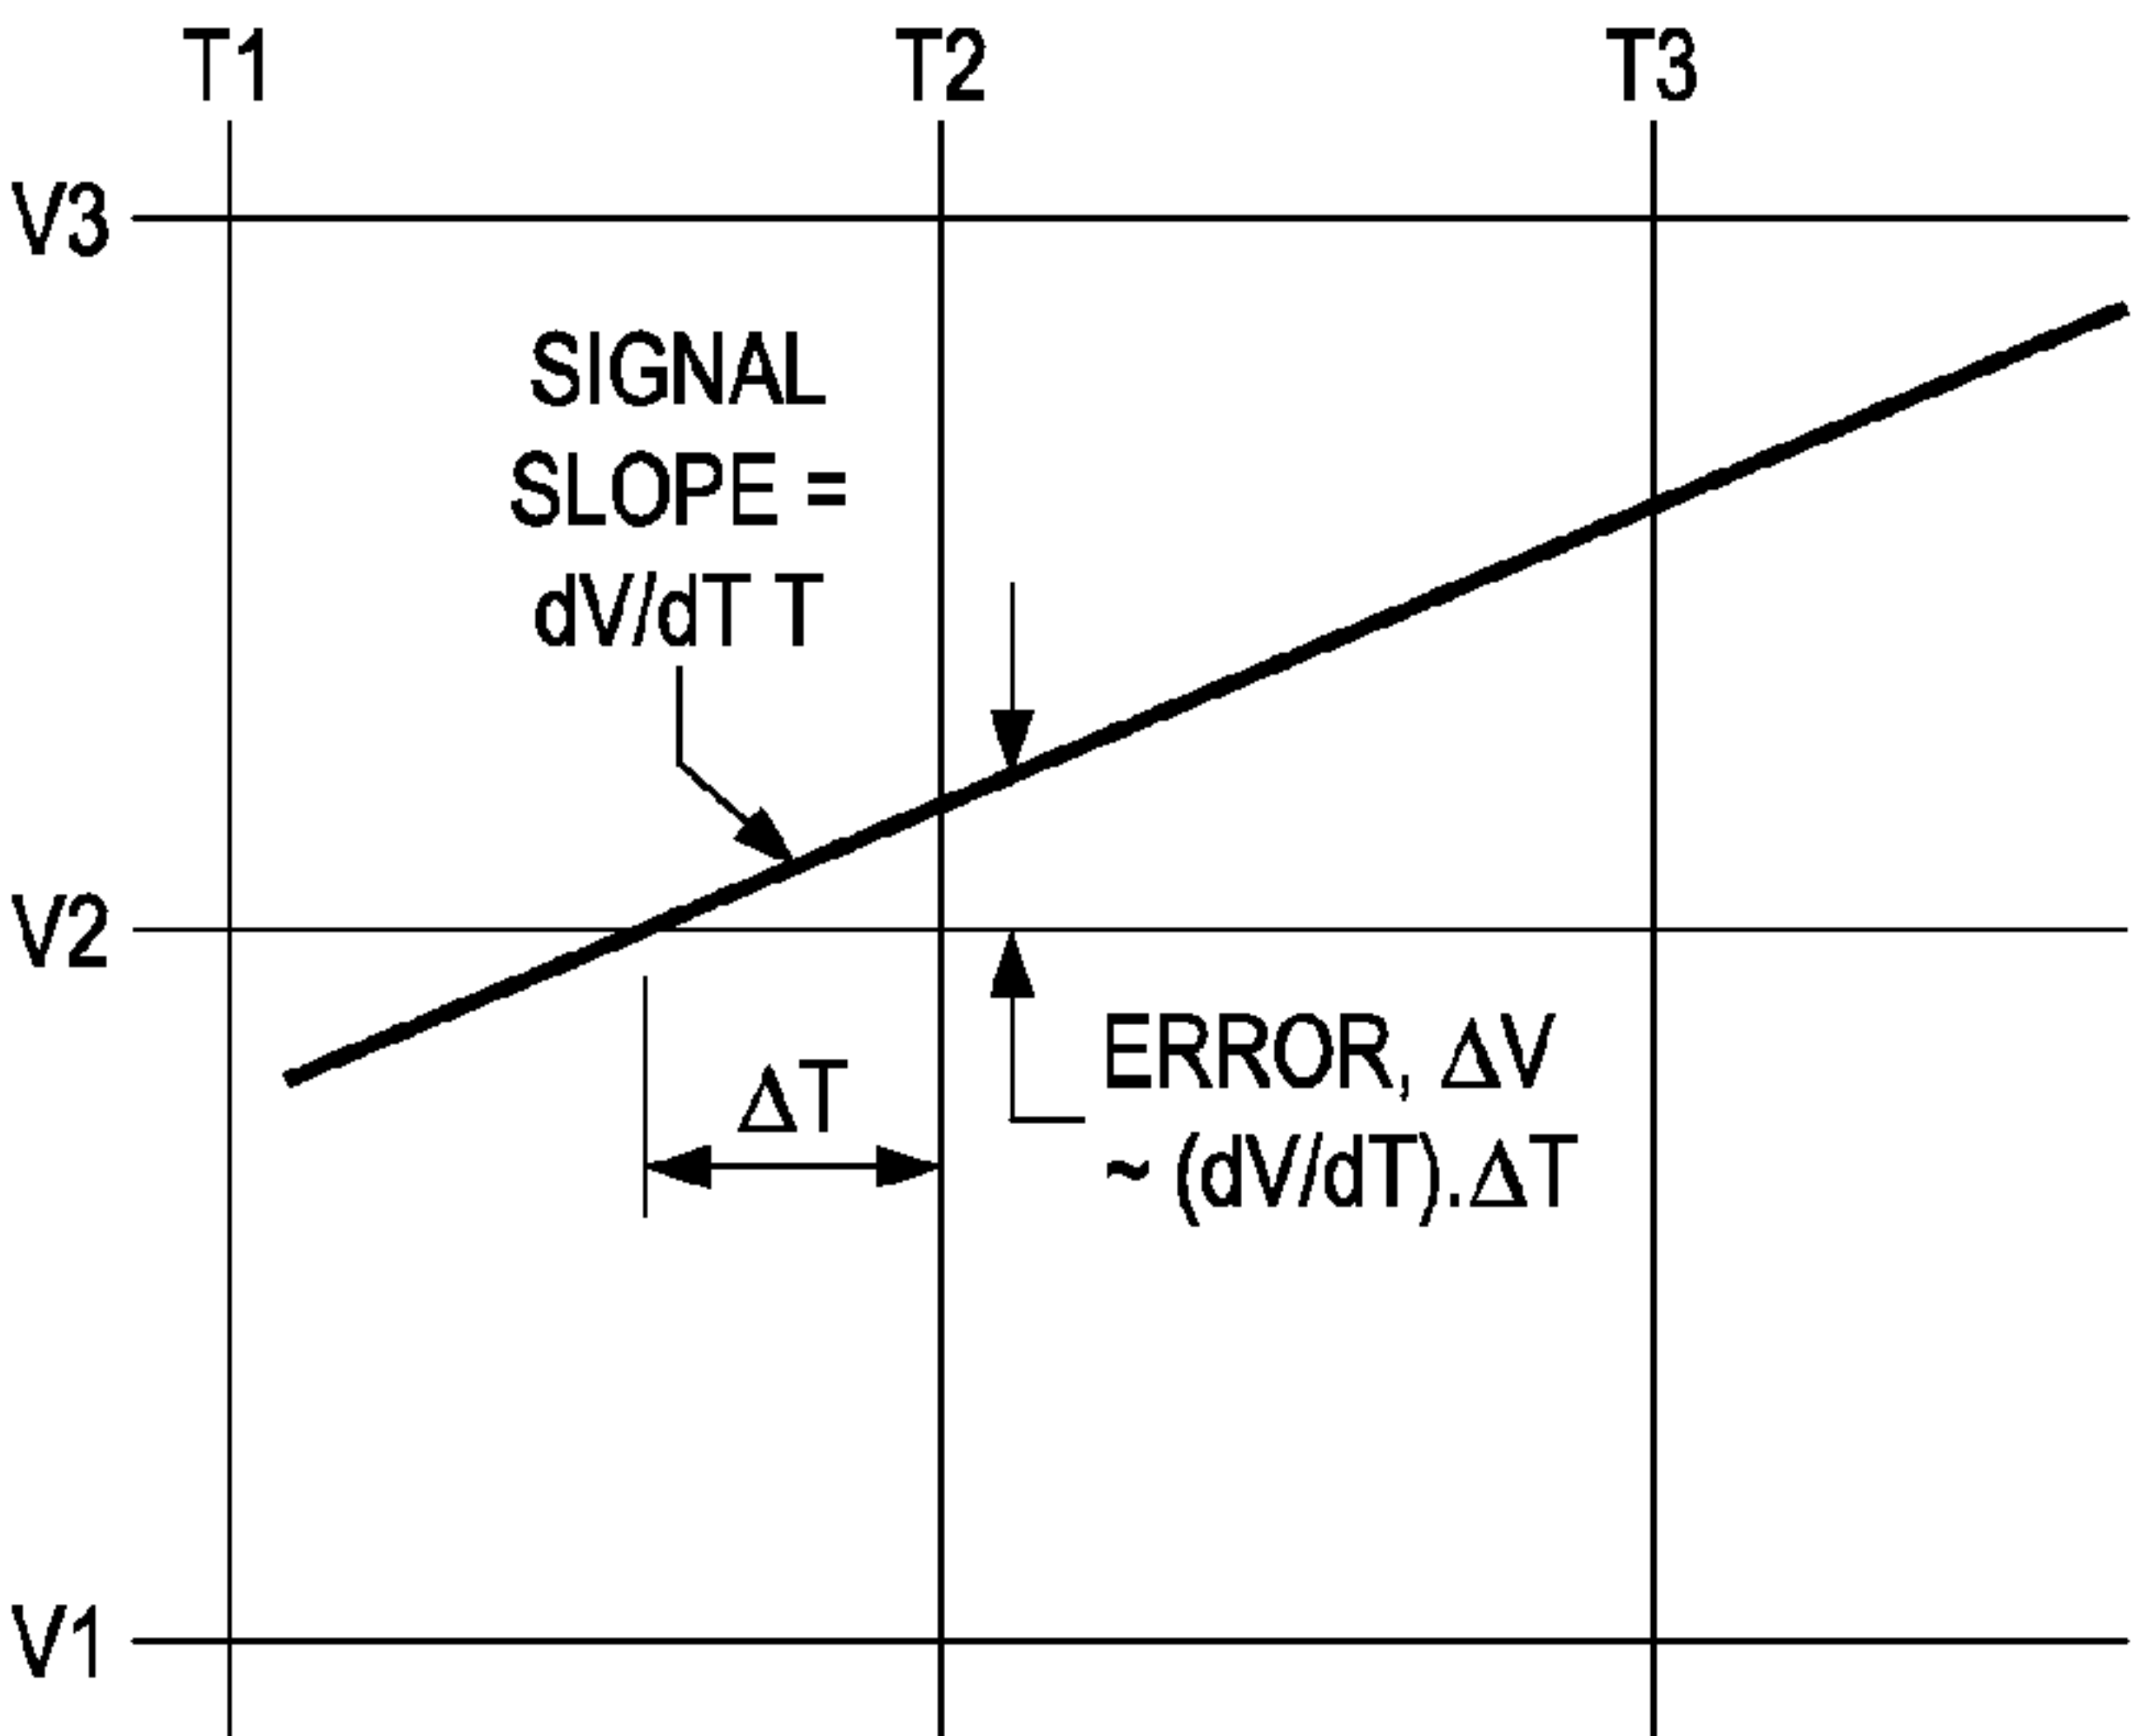 T1 T2 T3
V3
SIGNAL
SLOPE =
dV/dT T
V2
ERROR, ΔV
ΔT
~ (dV/dT).ΔT
V1